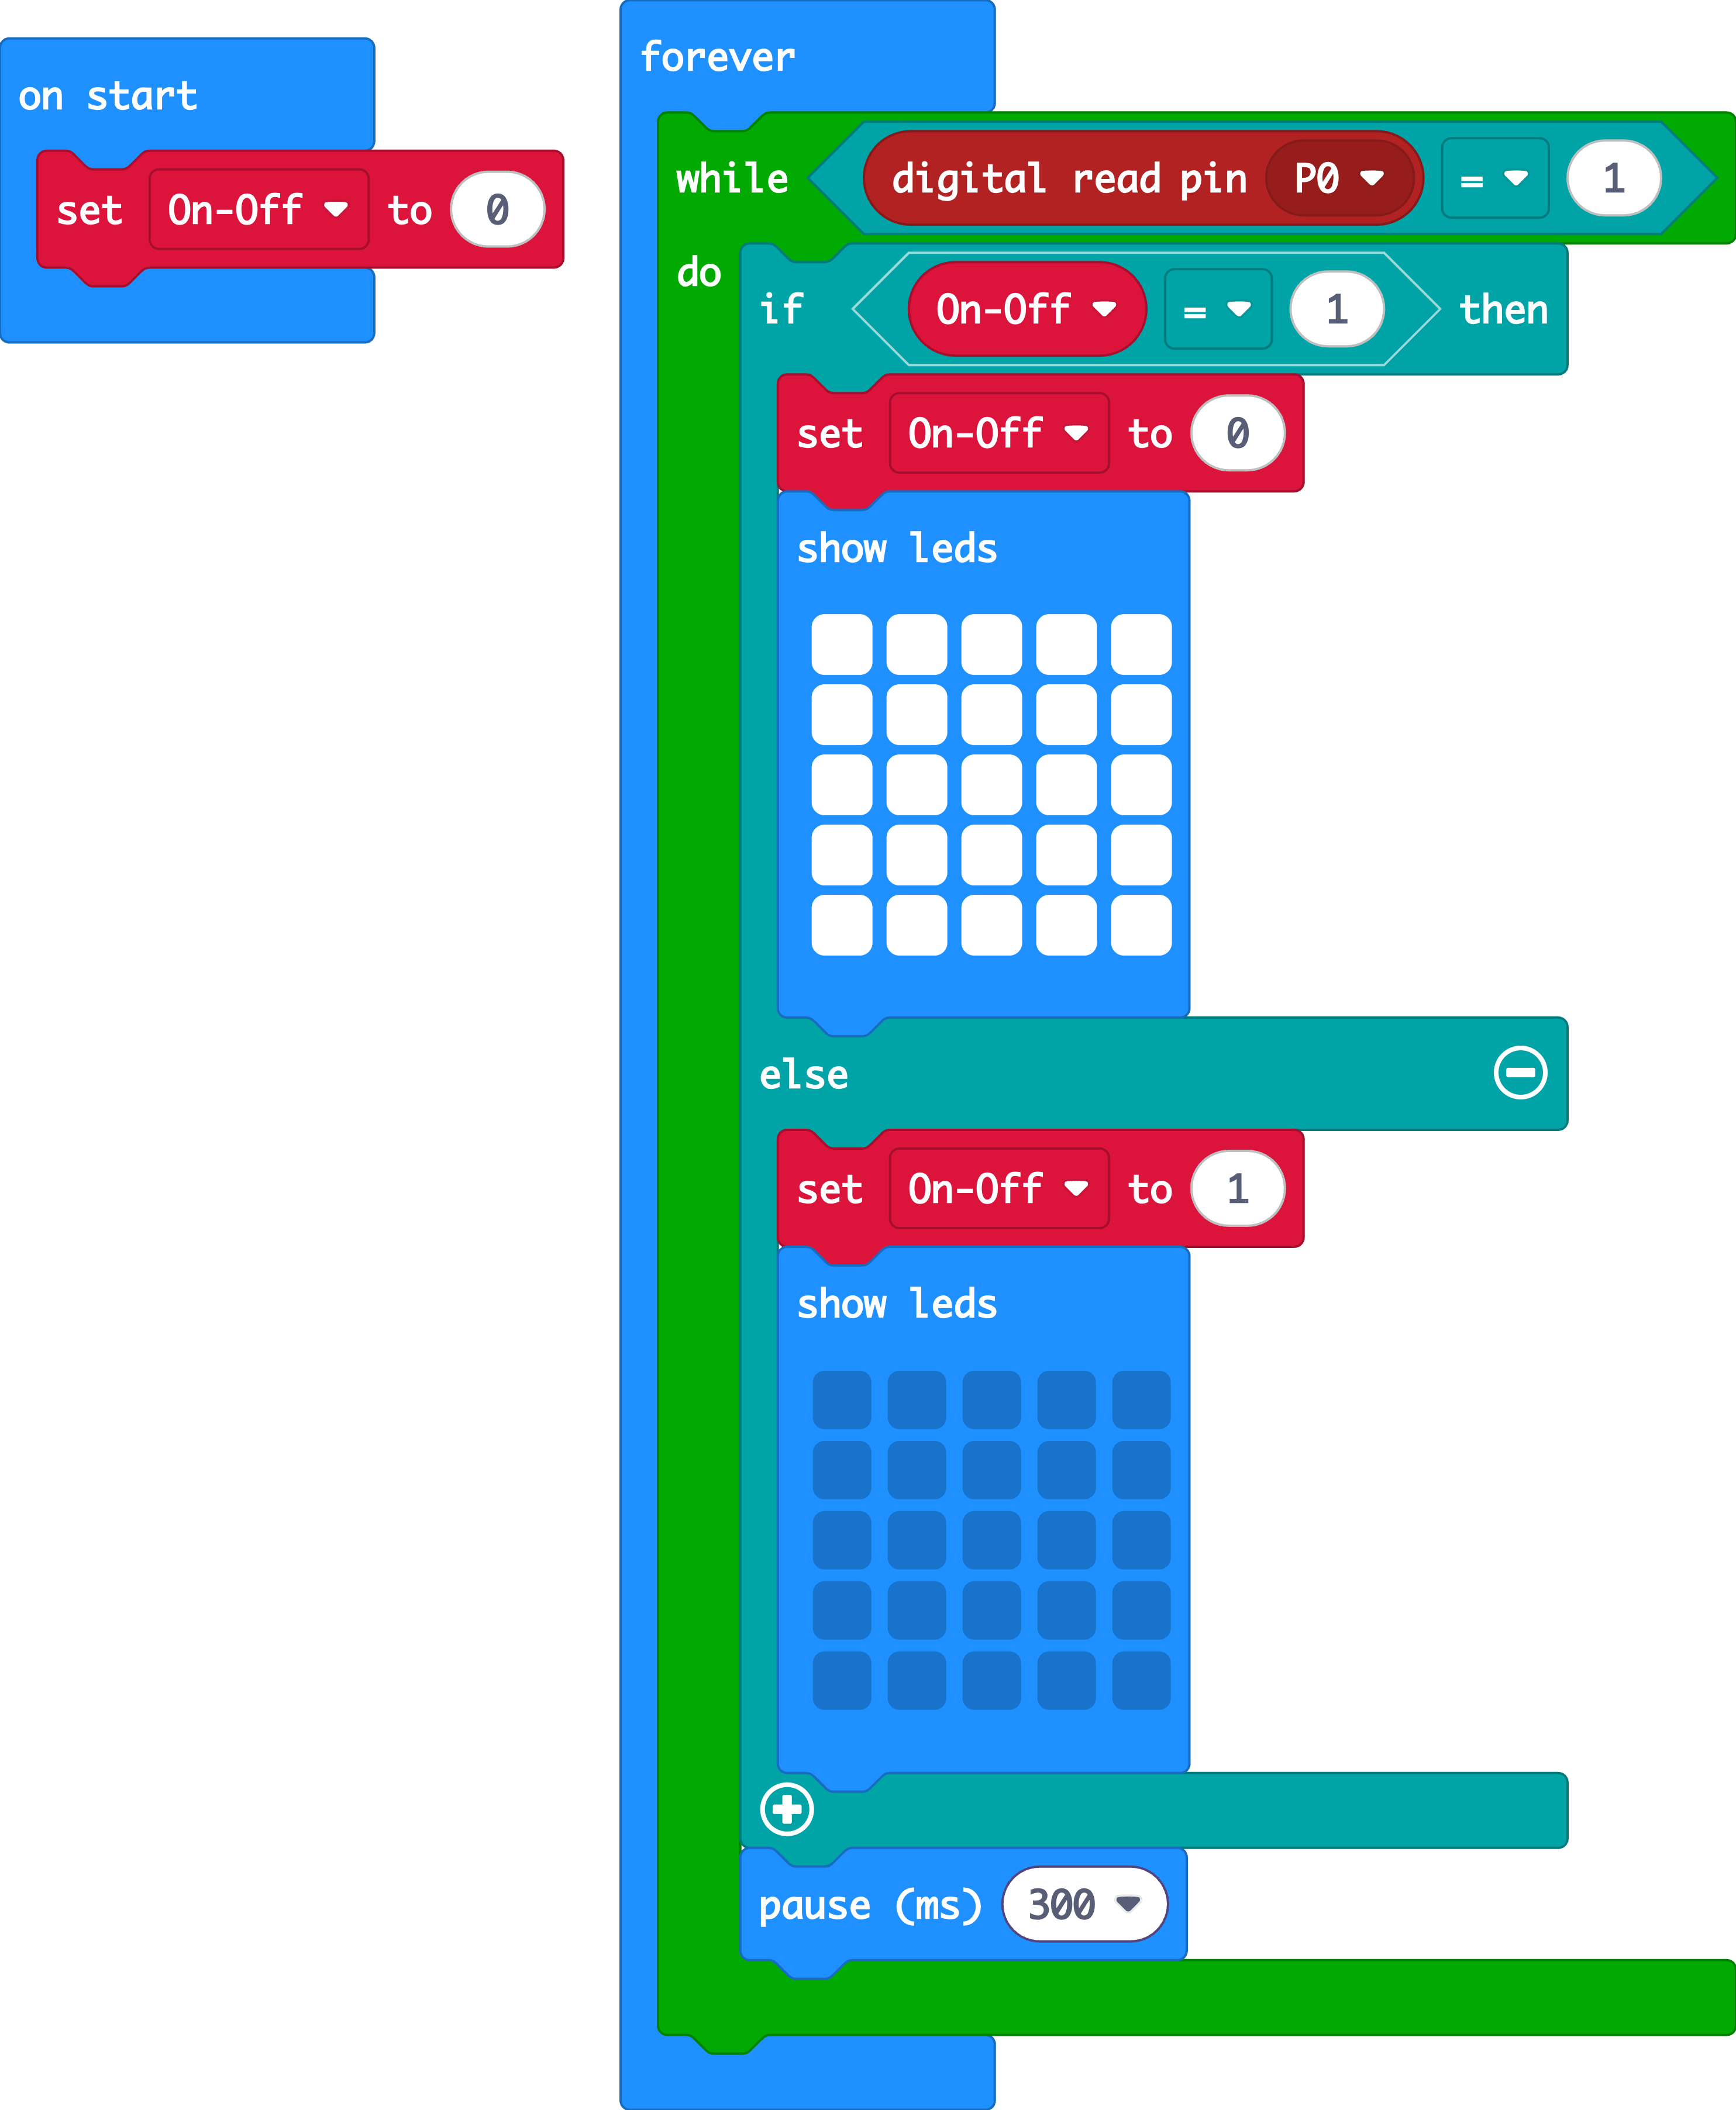 on start
set On-Off to 0
forever
while digital read pin P0 = 1
do
if On-Off = 1 then
set On-Off to 0
show leds
else
set On-Off to 1
show leds
pause (ms) 300